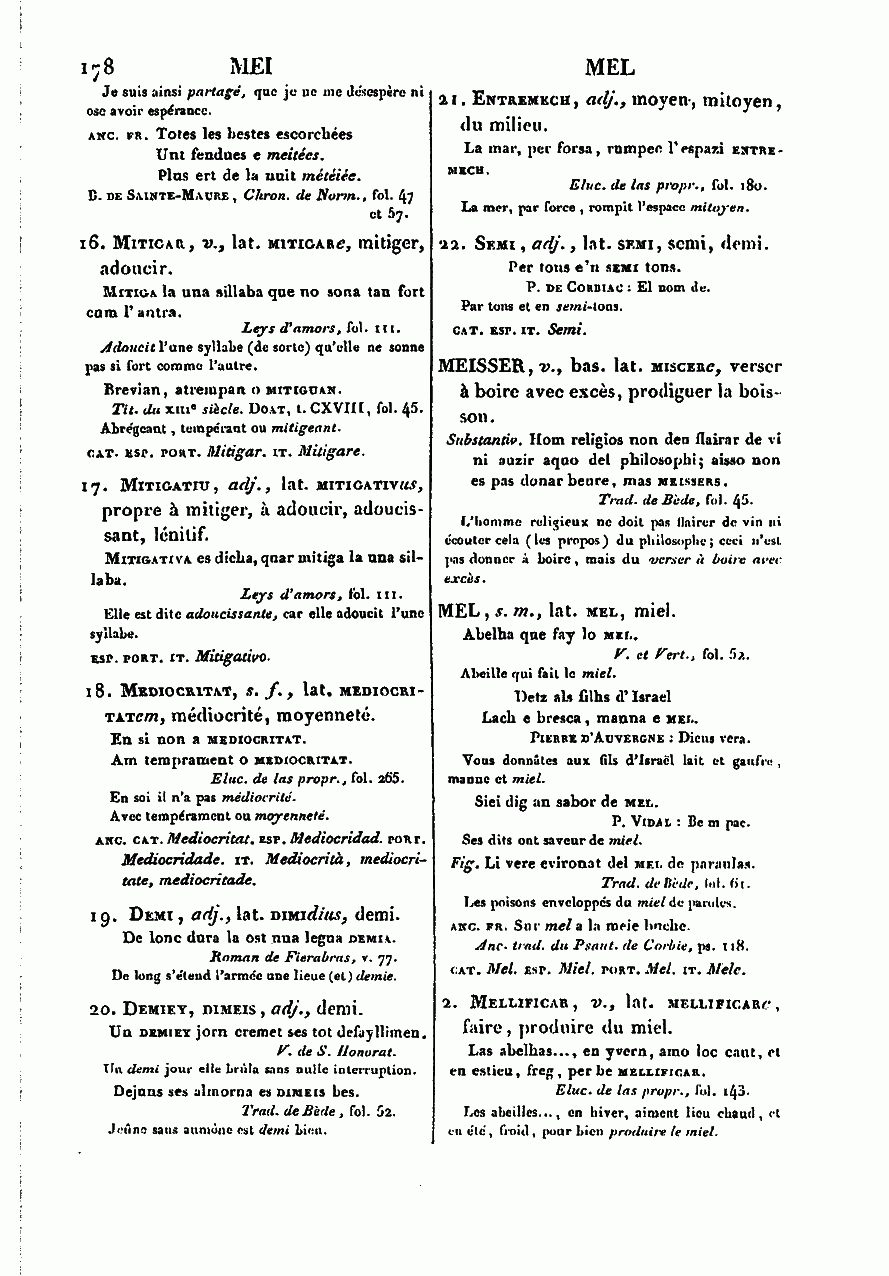 178 MEI MEL
Je suis ainsi partagé, que je ne me désespère ni
ose avoir espérance.
ANC. FR. Totes les bestes escorchées
Unt fendues e meitées.
Plus ert de la nuit météiée.
B. DE SAINTE-MAURE, Chron. de Norm., fol. 47
et 57.
16. MITIGAR, v., lat. MITIGARe, mitiger,
adoucir.
MITIGA la una sillaba que no sona tan fort
com l'antra.
Leys d'amors, fol. 111.
Adoucit l'une syllabe (de sorte) qu'elle ne sonne
pas si fort comme l'autre.
Brevian, atrempan o MITIGUAN.
Tit. du XIIIe siècle. DOAT, t. CXVIII, fol. 45.
Abrégeant, tempérant ou mitigeant.
CAT. ESP. PORT. Mitigar. IT. Mitigare.
17. MITIGATIU, adj., lat. MITIGATIVus,
propre à mitiger, à adoucir, adoucis-
sant, lénitif.
MITIGATIVA es dicha, quar mitiga la una sil-
laba.
Leys d'amors, fol. 111.
Elle est dite adoucissante, car elle adoucit l'une
syllabe.
ESP. PORT. IT. Mitigativo.
18. MEDIOCRITAT, s. f., lat. MEDIOCRI-
TATem, médiocrité, moyenneté.
En si non a MEDIOCRITAT.
Am temprament o MEDIOCRITAT.
Eluc. de las propr., fol. 265.
En soi il n'a pas médiocrité.
Avec tempérament ou moyenneté.
ANC. CAT. Mediocritat. ESP. Mediocridad. PORT.
Mediocridade. IT. Mediocrità, mediocri-
tate, mediocritade.
19. DEMI, adj., lat. DIMIdius, demi.
De lonc dura la ost una legua DEMIA.
Roman de Fierabras, v. 77.
De long s'étend l'armée une lieue (et) demie.
20. DEMIEY, DIMEIS, adj., demi.
Un DEMIEY jorn cremet ses tot defayllimen.
V. de S. Honorat.
Un demi jour elle brûla sans nulle interruption.
Dejuns ses almorna es DIMEIS bes.
Trad. de Bède, fol. 52.
Jeûne sans aumône est demi bien.
21. ENTREMECH, adj., moyen, mitoyen,
du milieu.
La mar, per forsa, rumpec l'espazi ENTRE-
MECH.
Eluc. de las propr., fol. 180.
La mer, par force, rompit l'espace mitoyen.
22. SEMI, adj., lat. SEMI, semi, demi.
Per tons e'n SEMI tons.
P. DE CORBIAC : El nom de.
Par tons et en semi-tons.
CAT. ESP. IT. Semi.
MEISSER, v., bas. lat. MISCERe, verser
à boire avec excès, prodiguer la bois-
son.
Substantiv. Hom religios non deu flairar de vi
ni auzir aquo del philosophi; aisso non
es pas donar beure, mas MEISSERS.
Trad. de Bède, fol. 45.
L'homme religieux ne doit pas flairer de vin ni
écouter cela (les propos) du philosophe; ceci n'est
pas donner à boire, mais du verser à boire avec
excès.
MEL, s. m., lat. MEL, miel.
Abelha que fay lo MEL.
V. et Vert., fol. 52.
Abeille qui fait le miel.
Detz als filhs d'Israel
Lach e bresca, manna e MEL.
PIERRE D'AUVERGNE : Dieus vera.
Vous donnâtes aux fils d'Israël lait et gaufre,
manne et miel.
Siei dig an sabor de MEL.
P. VIDAL : Be m pac.
Ses dits ont saveur de miel.
Fig. Li vere evironat del MEL de paraulas.
Trad. de Bède, fol. 61.
Les poisons enveloppés du miel de paroles.
ANC. FR. Sur mel a la meie buche.
Anc. trad. du Psaut. de Corbie, ps. 118.
CAT. Mel. ESP. Miel. PORT. Mel. IT. Mele.
2. MELLIFICAR, v., lat. MELLIFICARe,
faire, produire du miel.
Las abelhas..., en yvern, amo loc caut, et
en estieu, freg, per be MELLIFICAR.
Eluc. de las propr., fol. 143.
Les abeilles..., en hiver, aiment lieu chaud, et
en été, froid, pour bien produire le miel.